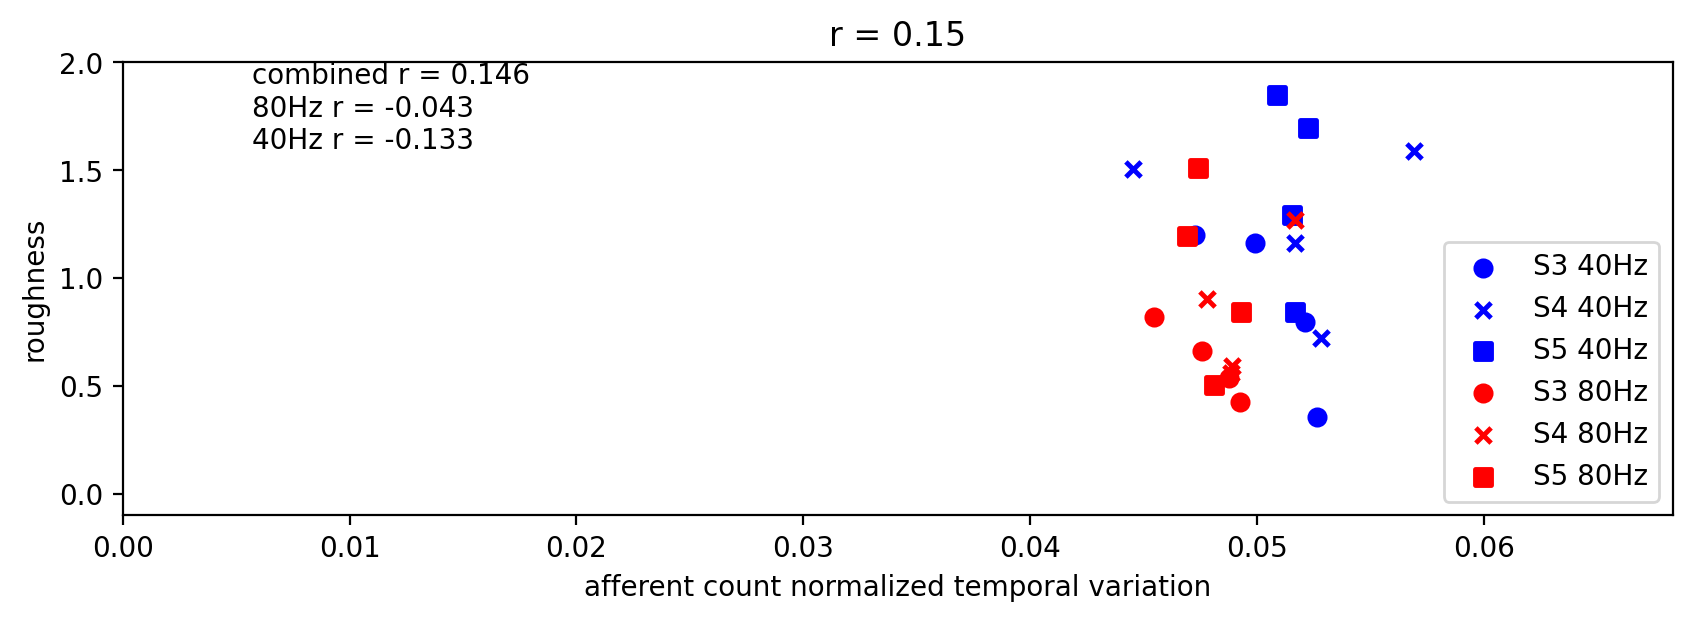 r = 0.15
combined r = 0.146
80Hz r = -0.043
40Hz r = -0.133
2.0
1.5
1.0
0.5
0.0
roughness
S3 40Hz
S4 40Hz
S5 40Hz
S3 80Hz
S4 80Hz
S5 80Hz
0.00 0.01 0.02 0.03 0.04 0.05 0.06
afferent count normalized temporal variation